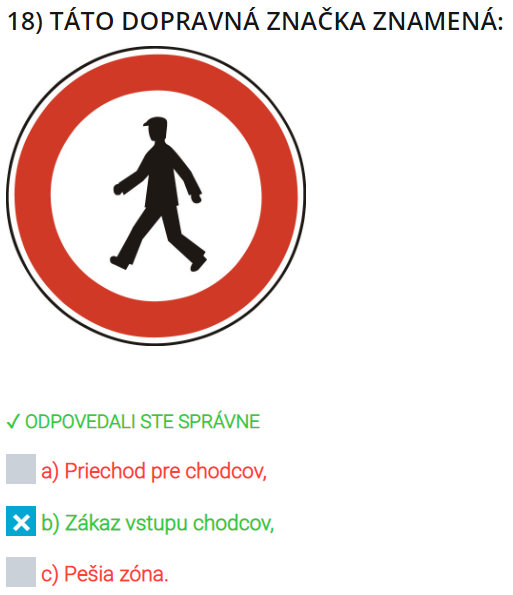 18) TÁTO DOPRAVNÁ ZNAČKA ZNAMENÁ:
✓ ODPOVEDALI STE SPRÁVNE
a) Priechod pre chodcov,
b) Zákaz vstupu chodcov,
c) Pešia zóna.